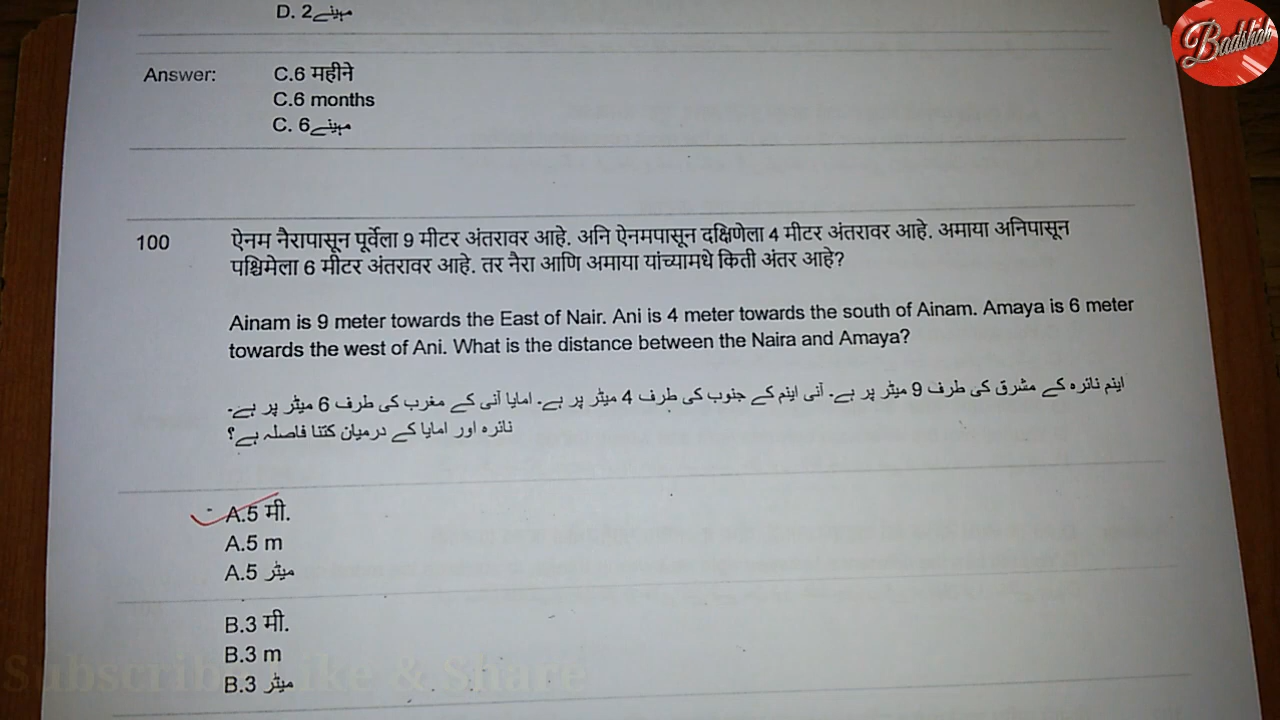 D. 2مہینے
Badshah
Answer: C.6 महीने
C.6 months
C. 6مہینے
100 ऐनम नैरापासून पूर्वेला 9 मीटर अंतरावर आहे. अनि ऐनमपासून दक्षिणेला 4 मीटर अंतरावर आहे. अमाया अनिपासून
पश्चिमेला 6 मीटर अंतरावर आहे. तर नैरा आणि अमाया यांच्यामधे किती अंतर आहे?
Ainam is 9 meter towards the East of Nair. Ani is 4 meter towards the south of Ainam. Amaya is 6 meter
towards the west of Ani. What is the distance between the Naira and Amaya?
اینم نائرہ کے مشرق کی طرف 9 میٹر پر ہے۔ آنی اینم کے جنوب کی طرف 4 میٹر پر ہے۔ امایا آنی کے مغرب کی طرف 6 میٹر پر ہے۔
نائرہ اور امایا کے درمیان کتنا فاصلہ ہے؟
A.5 मी.
A.5 m
A.5 میٹر
B.3 मी.
B.3 m
B.3 میٹر
Subscribe Like & Share